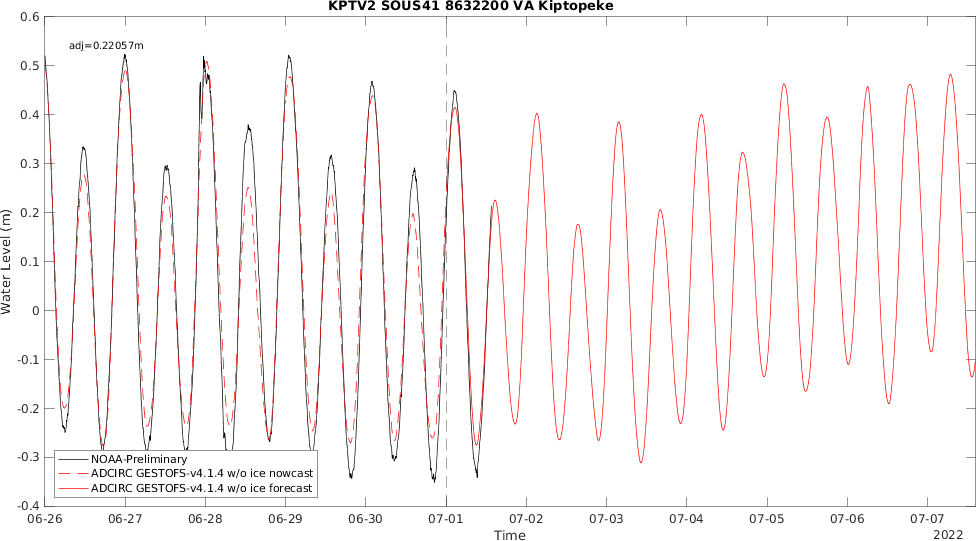 KPTV2 SOUS41 8632200 VA Kiptopeke
adj=0.22057m
0.6
0.5
0.4
0.3
0.2
0.1
0
-0.1
-0.2
-0.3
-0.4
Water Level (m)
NOAA-Preliminary
ADCIRC GESTOFS-v4.1.4 w/o ice nowcast
ADCIRC GESTOFS-v4.1.4 w/o ice forecast
06-26 06-27 06-28 06-29 06-30 07-01 07-02 07-03 07-04 07-05 07-06 07-07
Time
2022